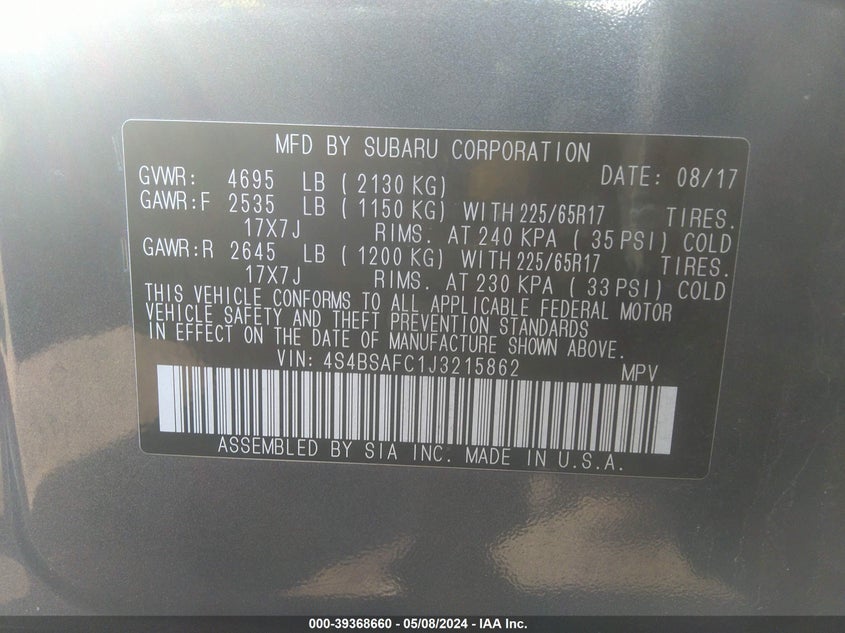 MFD BY SUBARU CORPORATION
GVWR: 4695 LB ( 2130 KG) DATE: 08/17
GAWR:F 2535 LB ( 1150 KG) WITH 225/65R17 TIRES.
17X7J RIMS. AT 240 KPA ( 35 PSI) COLD
GAWR:R 2645 LB ( 1200 KG) WITH 225/65R17 TIRES.
17X7J RIMS. AT 230 KPA ( 33 PSI) COLD
THIS VEHICLE CONFORMS TO ALL APPLICABLE FEDERAL MOTOR
VEHICLE SAFETY AND THEFT PREVENTION STANDARDS
IN EFFECT ON THE DATE OF MANUFACTURE SHOWN ABOVE.
VIN: 4S4BSAFC1J3215862 MPV
ASSEMBLED BY SIA INC. MADE IN U.S.A.
000-39368660 - 05/08/2024 - IAA Inc.